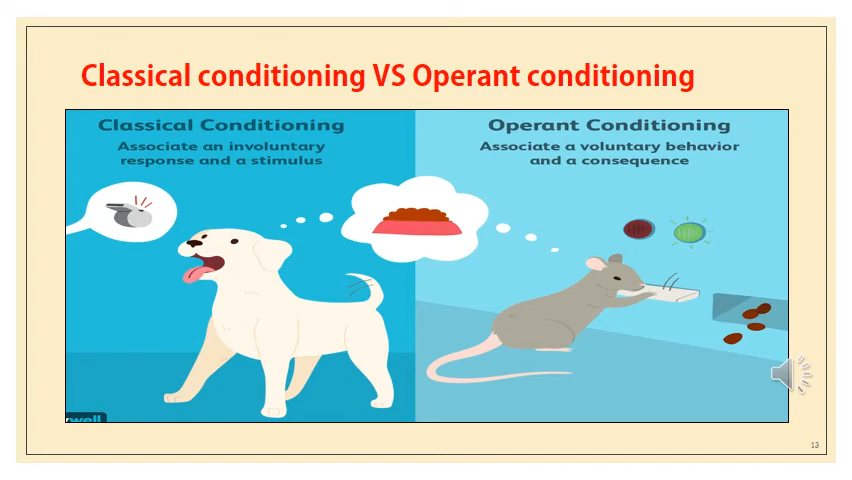 Classical conditioning VS Operant conditioning
Classical Conditioning
Associate an involuntary
response and a stimulus
Operant Conditioning
Associate a voluntary behavior
and a consequence
13